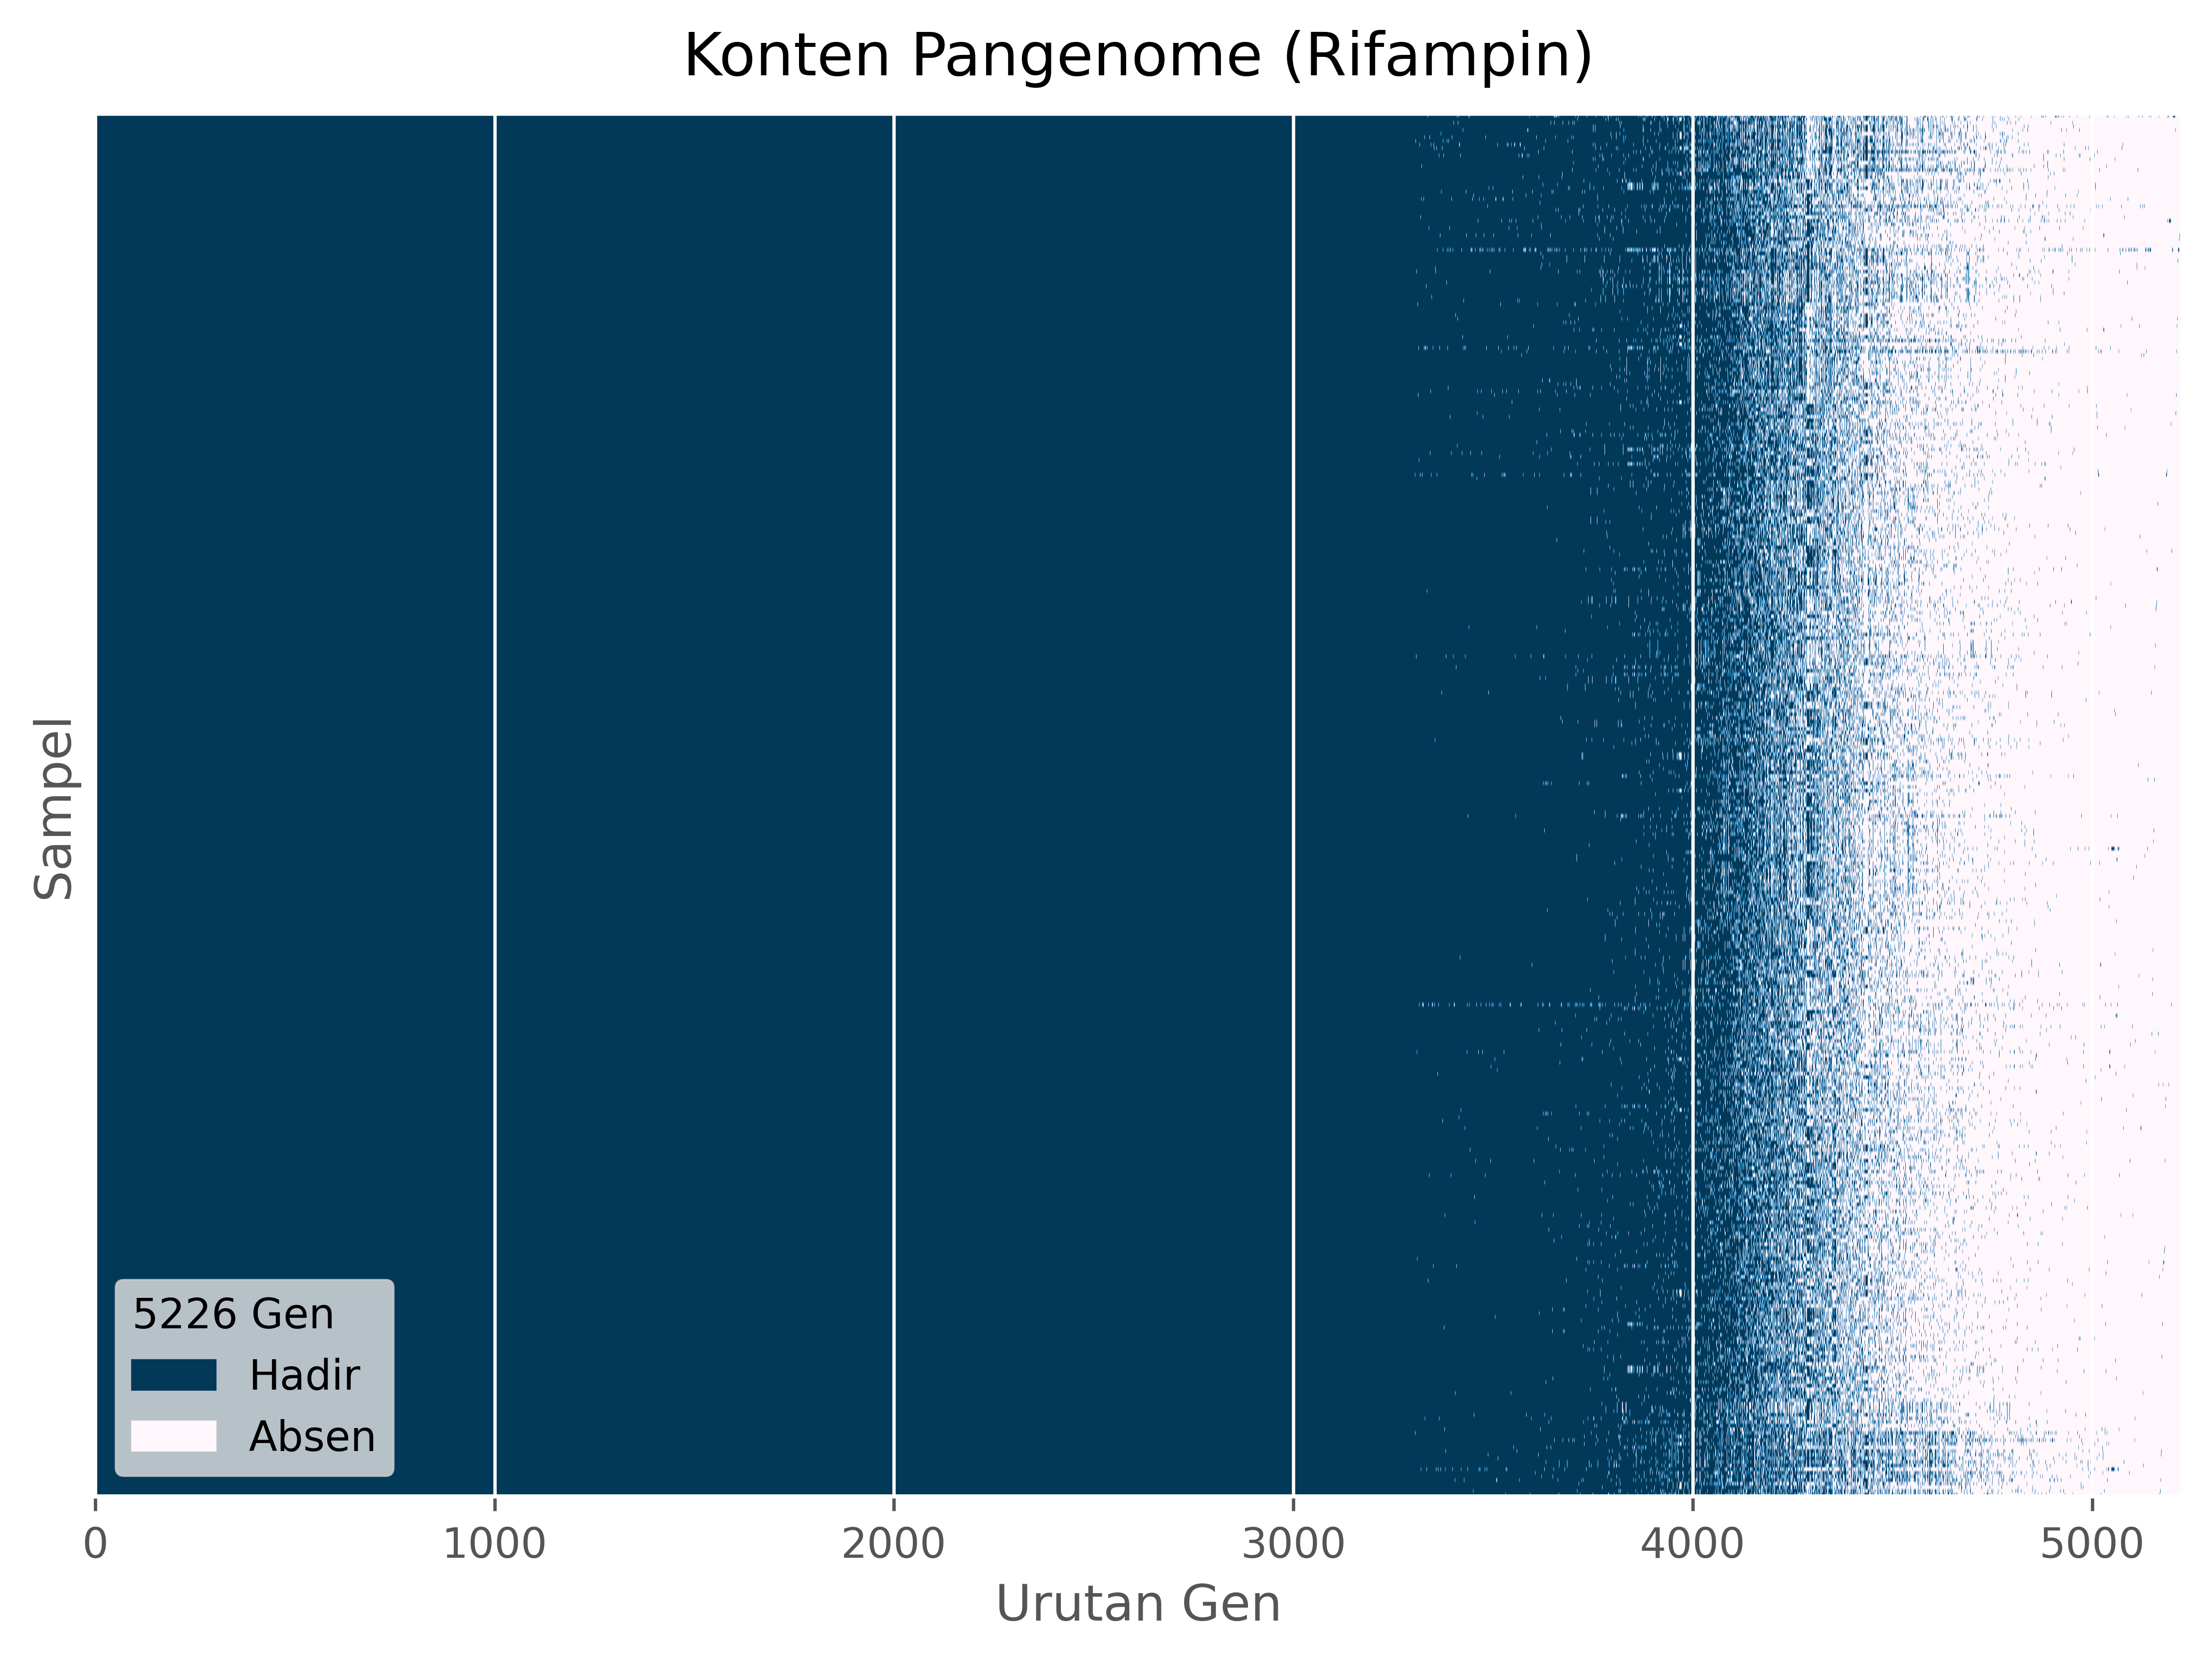 Konten Pangenome (Rifampin)
Sampel
5226 Gen
Hadir
Absen
0 1000 2000 3000 4000 5000
Urutan Gen